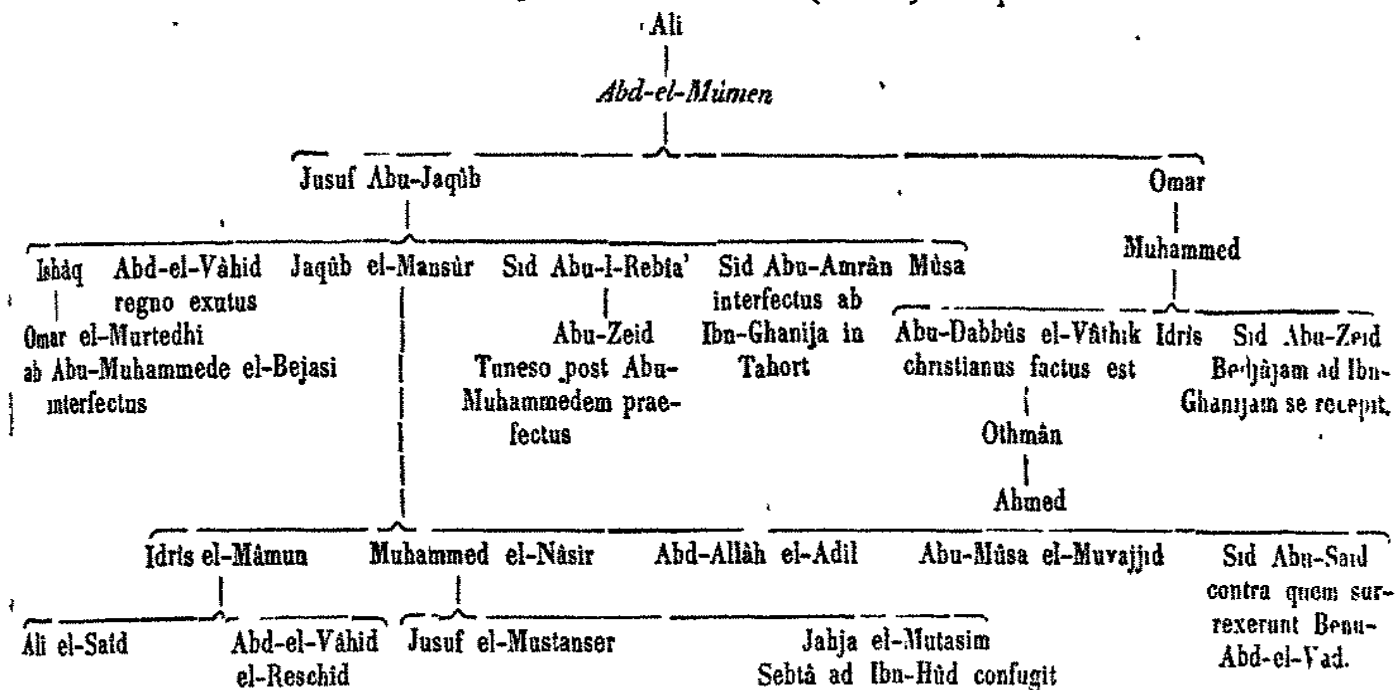 Ali
Abd-el-Múmen
Jusuf Abu-Jaqûb Omar
Muhammed
Ishâq Abd-el-Vâhid Jaqûb el-Mansûr Sid Abu-l-Rebia' Sid Abu-Amrân Mûsa
regno exutus interfectus ab
Omar el-Murtedhi Abu-Zeid Ibn-Ghanija in Abu-Dabbûs el-Vâthik Idris Sid Abu-Zeid
ab Abu-Muhammede el-Bejasi Tuneso post Abu- Tahort christianus factus est Bedjâjam ad Ibn-
interfectus Muhammedem prae- Ghanijam se recepit.
fectus Othmân
Ahmed
Idris el-Mâmun Muhammed el-Nâsir Abd-Allâh el-Adil Abu-Mûsa el-Muvajjid Sid Abu-Said
contra quem sur-
Ali el-Said Abd-el-Vâhid Jusuf el-Mustanser Jahja el-Mutasim rexerunt Benu-
el-Reschid Sebtâ ad Ibn-Hûd confugit Abd-el-Vad.